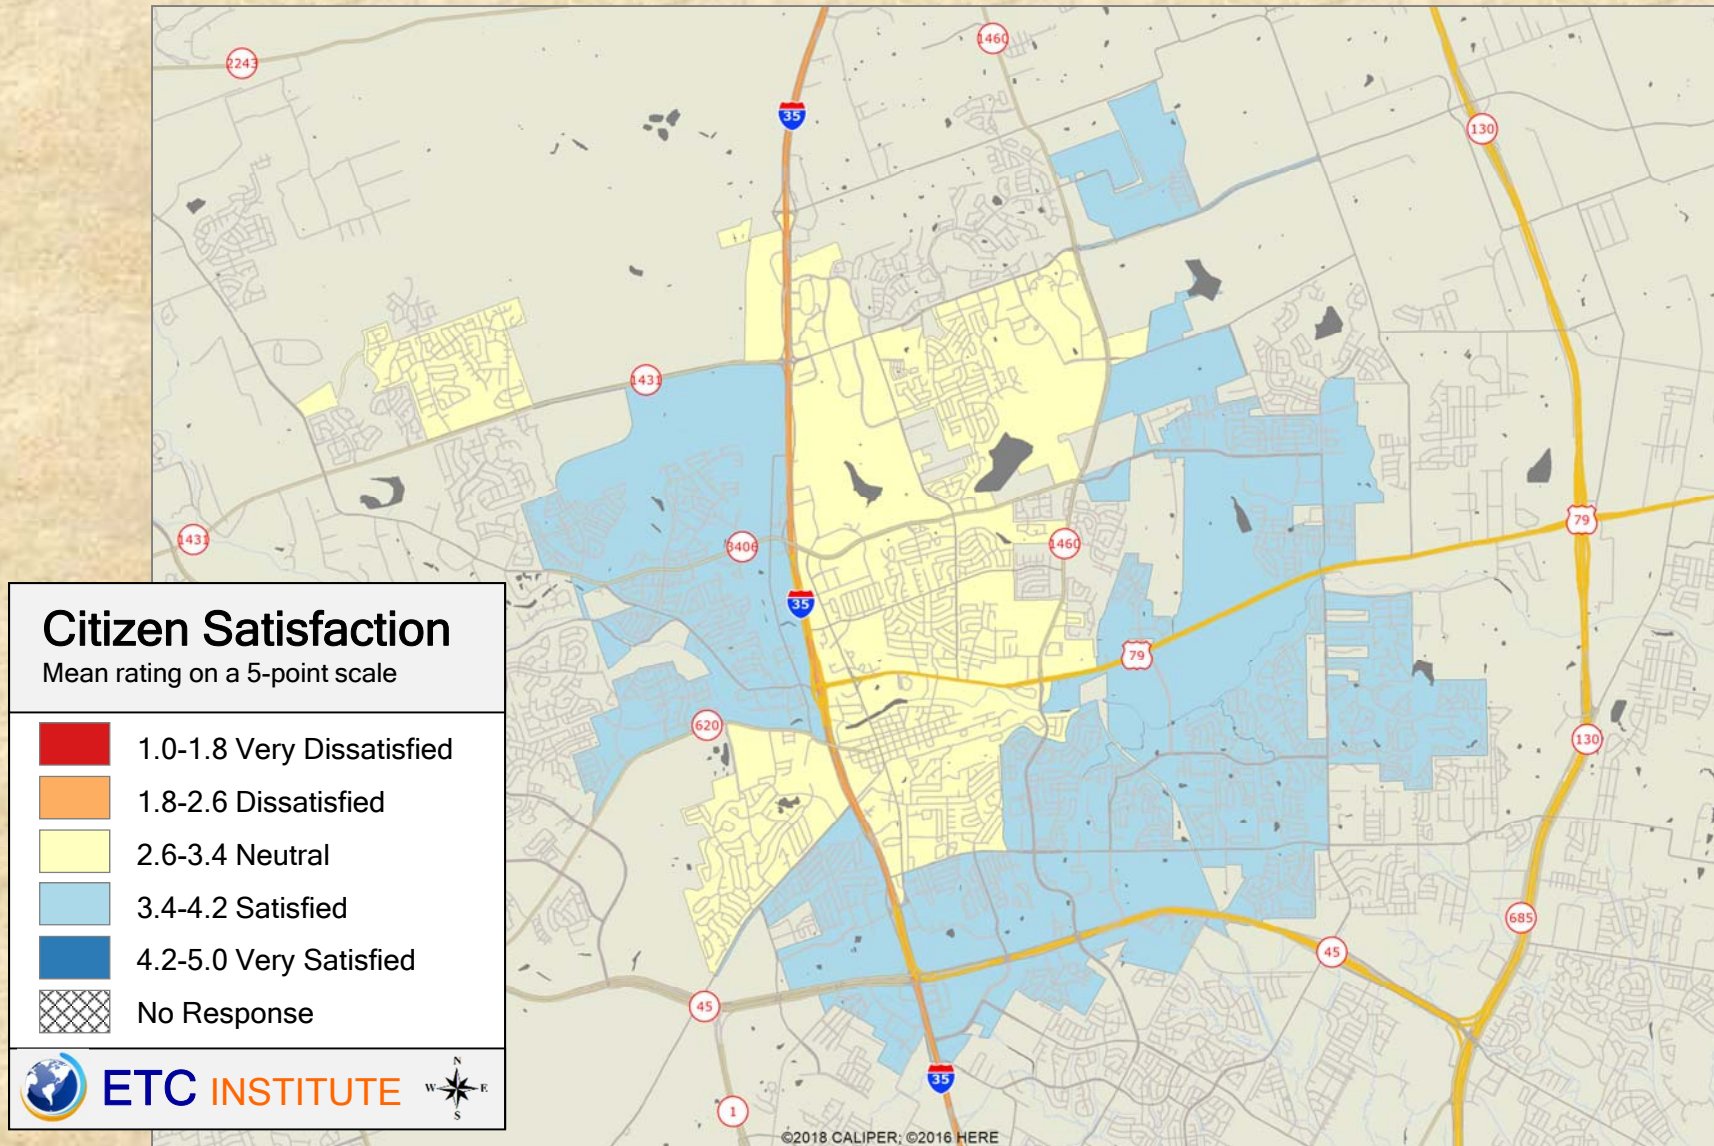 2243
1460
35
130
1431
1431
3406
1460
79
35
79
620
130
685
45
45
35
1
Citizen Satisfaction
Mean rating on a 5-point scale
1.0-1.8 Very Dissatisfied
1.8-2.6 Dissatisfied
2.6-3.4 Neutral
3.4-4.2 Satisfied
4.2-5.0 Very Satisfied
No Response
ETC INSTITUTE
N
W E
S
©2018 CALIPER; ©2016 HERE